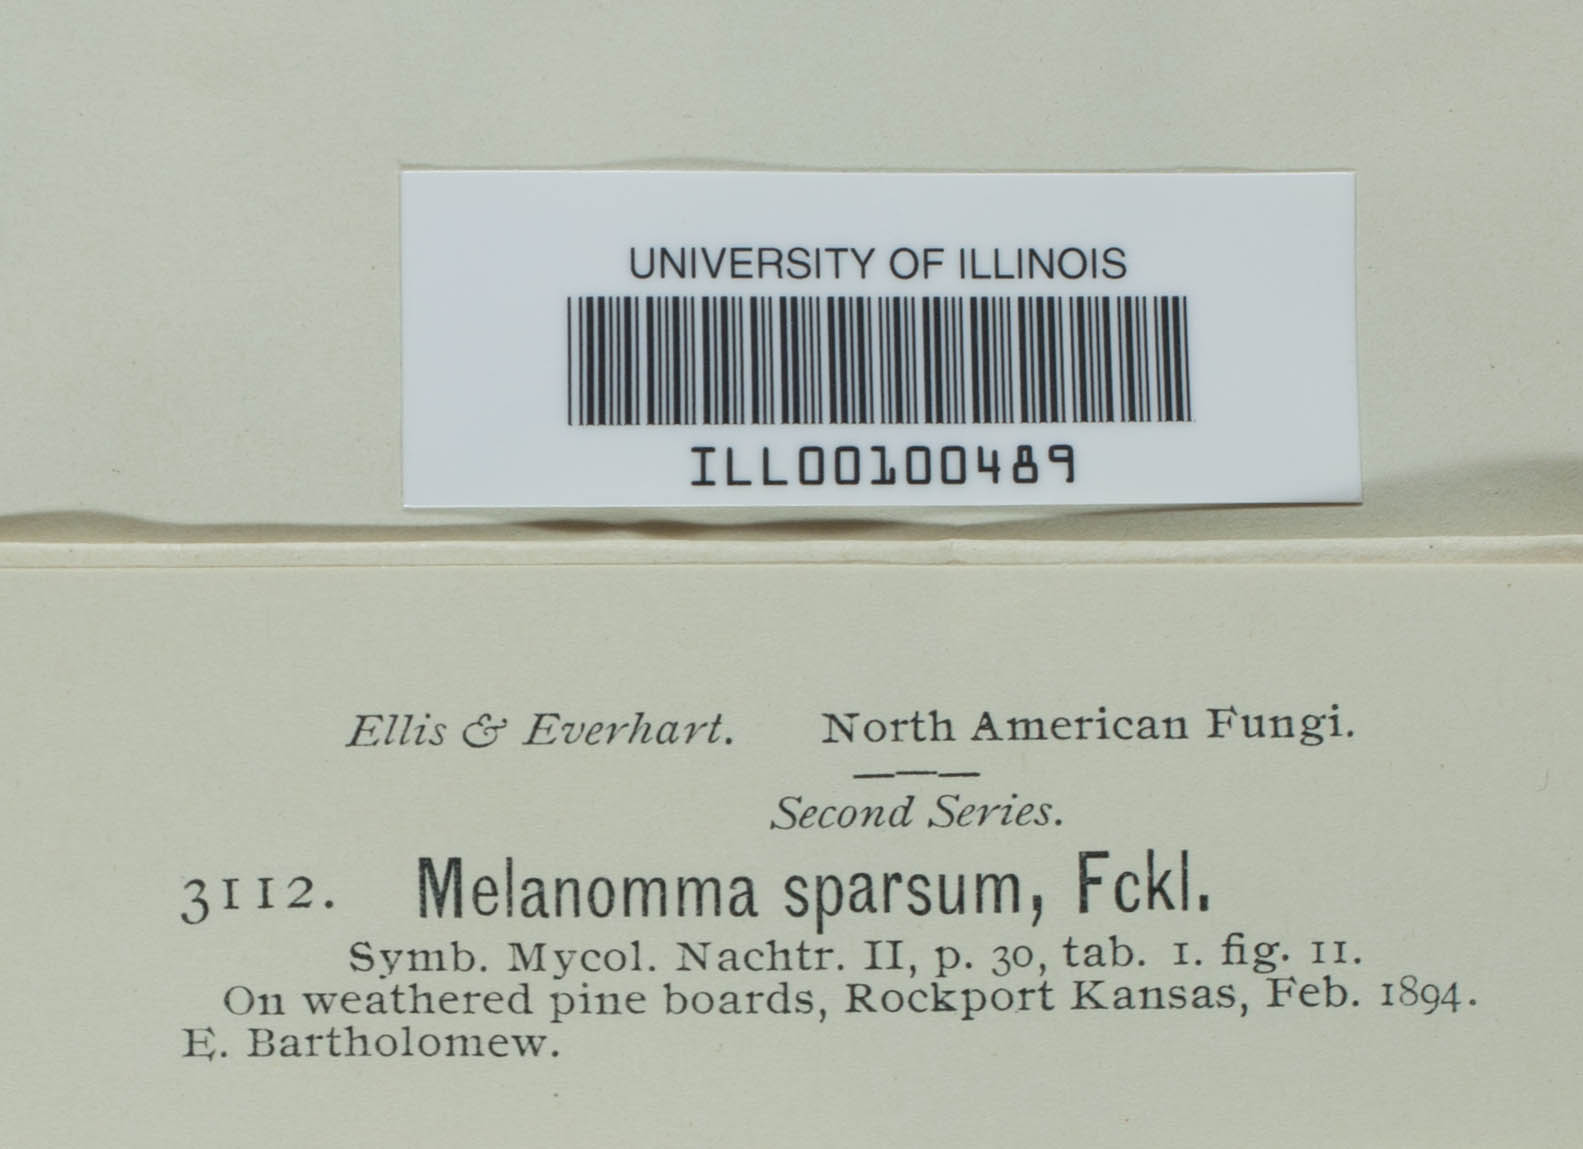 UNIVERSITY OF ILLINOIS
ILL00100489
Ellis & Everhart. North American Fungi.
Second Series.
3112. Melanomma sparsum, Fckl.
Symb. Mycol. Nachtr. II, p. 30, tab. 1. fig. 11.
On weathered pine boards, Rockport Kansas, Feb. 1894.
E. Bartholomew.